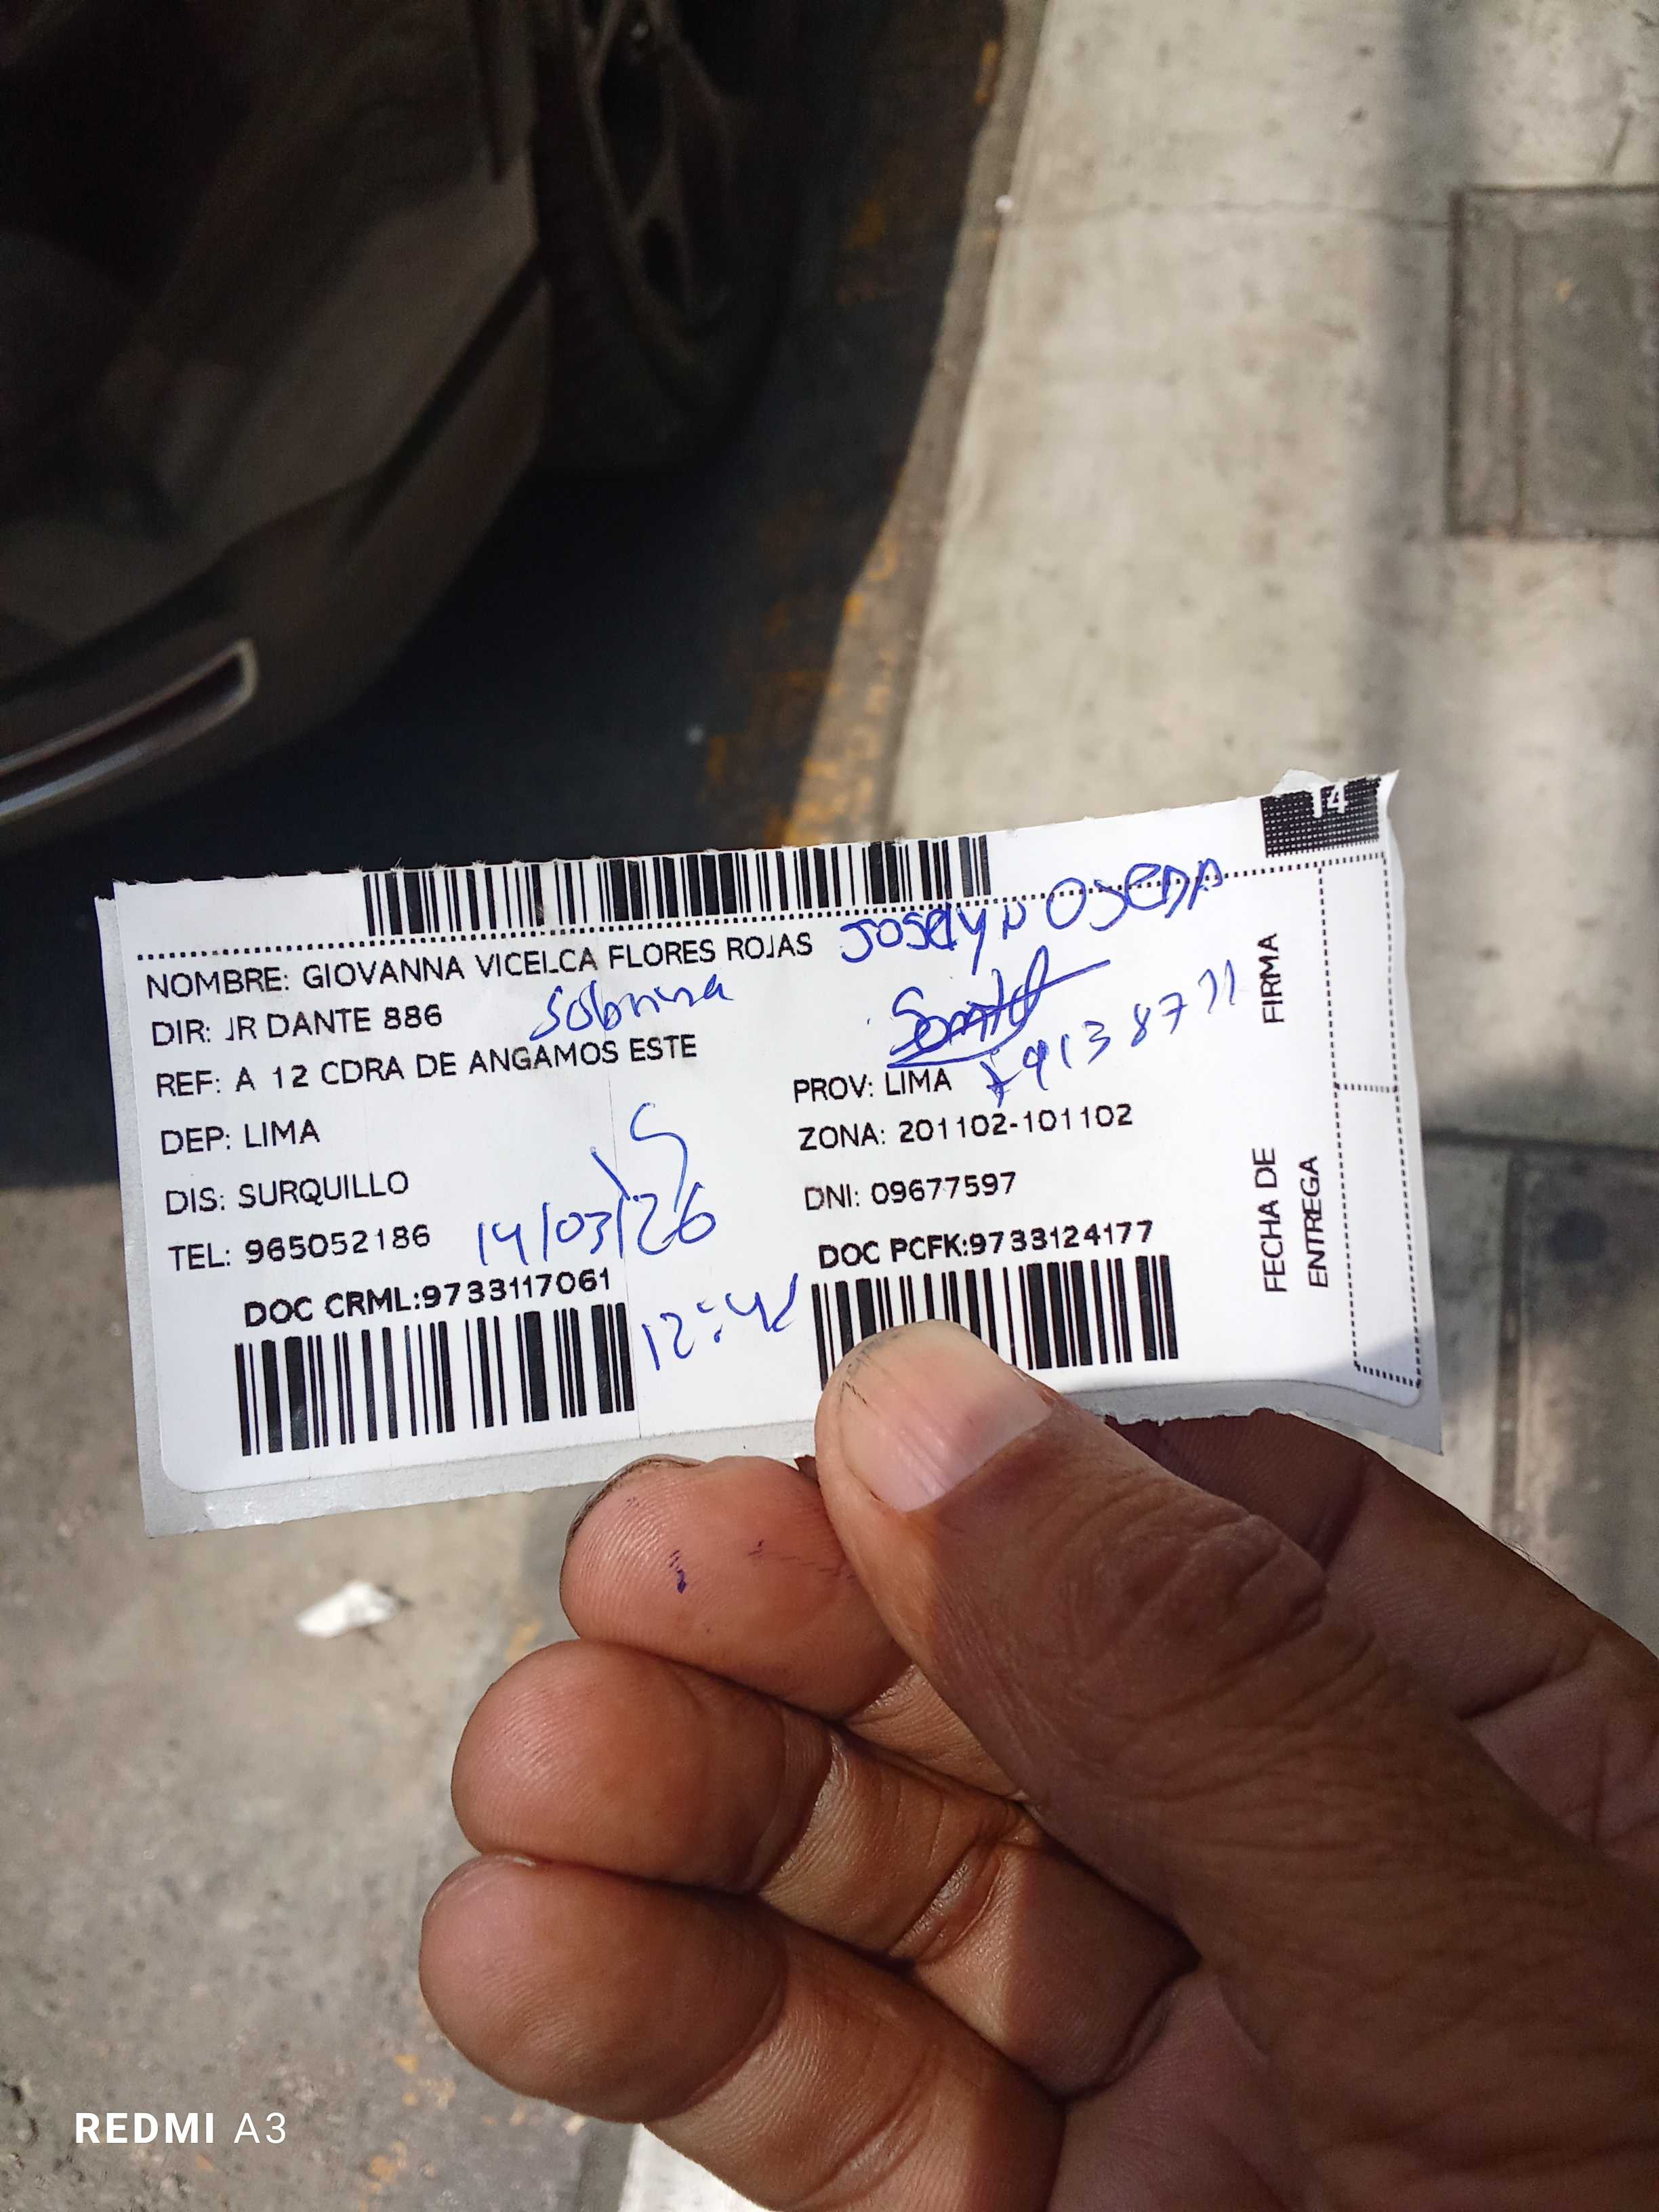 14
JOSELYN OSEDA
NOMBRE: GIOVANNA VICELCA FLORES ROJAS
DIR: JR DANTE 886
Sobrina
REF: A 12 CDRA DE ANGAMOS ESTE
DEP: LIMA
PROV: LIMA
ZONA: 201102-101102
DIS: SURQUILLO
DNI: 09677597
TEL: 965052186
14/03/26
DOC CRML:9733117061
DOC PCFK:9733124177
FIRMA
FECHA DE
ENTREGA
REDMI A3